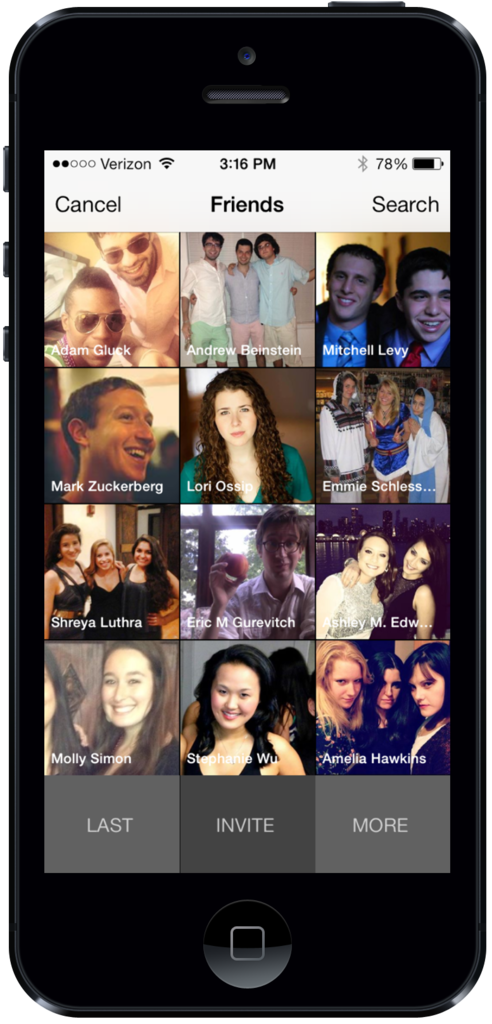 Verizon 3:16 PM 78%
Cancel Friends Search
Adam Gluck Andrew Beinstein Mitchell Levy
Mark Zuckerberg Lori Ossip Emmie Schless...
Shreya Luthra Eric M Gurevitch Ashley M. Edw...
Molly Simon Stephanie Wu Amelia Hawkins
LAST INVITE MORE